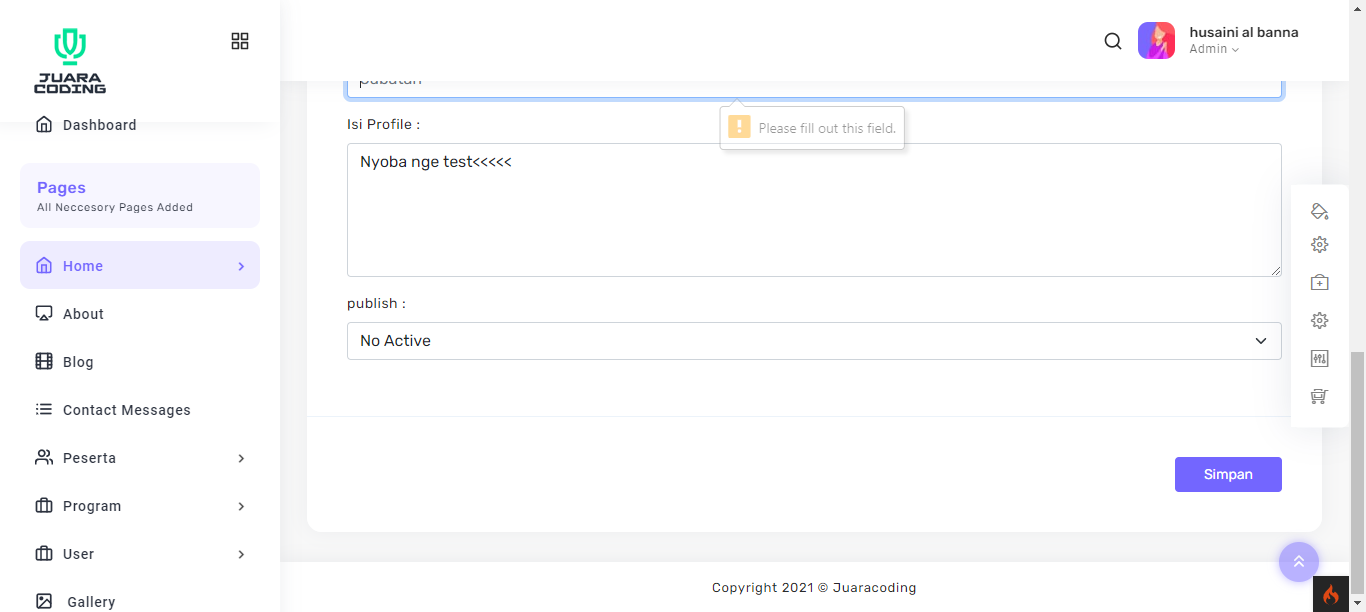 JUARA
CODING
husaini al banna
Admin
Dashboard
Pages
All Neccesory Pages Added
Home
About
Blog
Contact Messages
Peserta
Program
User
Gallery
Please fill out this field.
Isi Profile :
Nyoba nge test<<<<<
publish :
No Active
Simpan
Copyright 2021 © Juaracoding